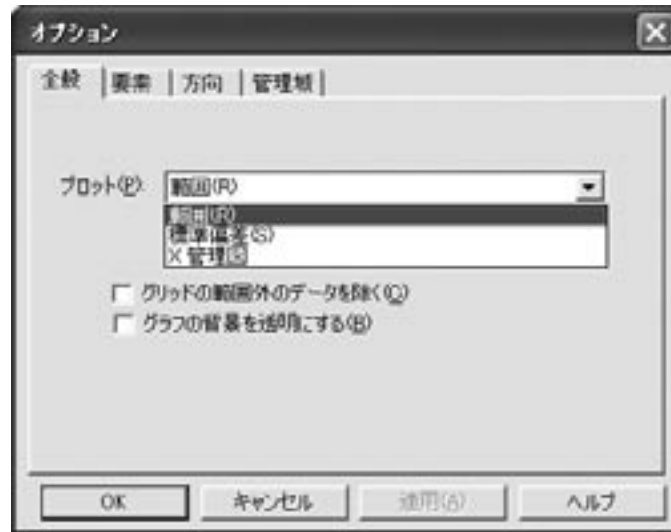 オプション
全般 要素 方向 管理域
プロット(P): 範囲(R)
範囲(R)
標準偏差(S)
X 管理図
グリッドの範囲外のデータを除く(C)
グラフの背景を透明にする(B)
OK キャンセル 適用(A) ヘルプ